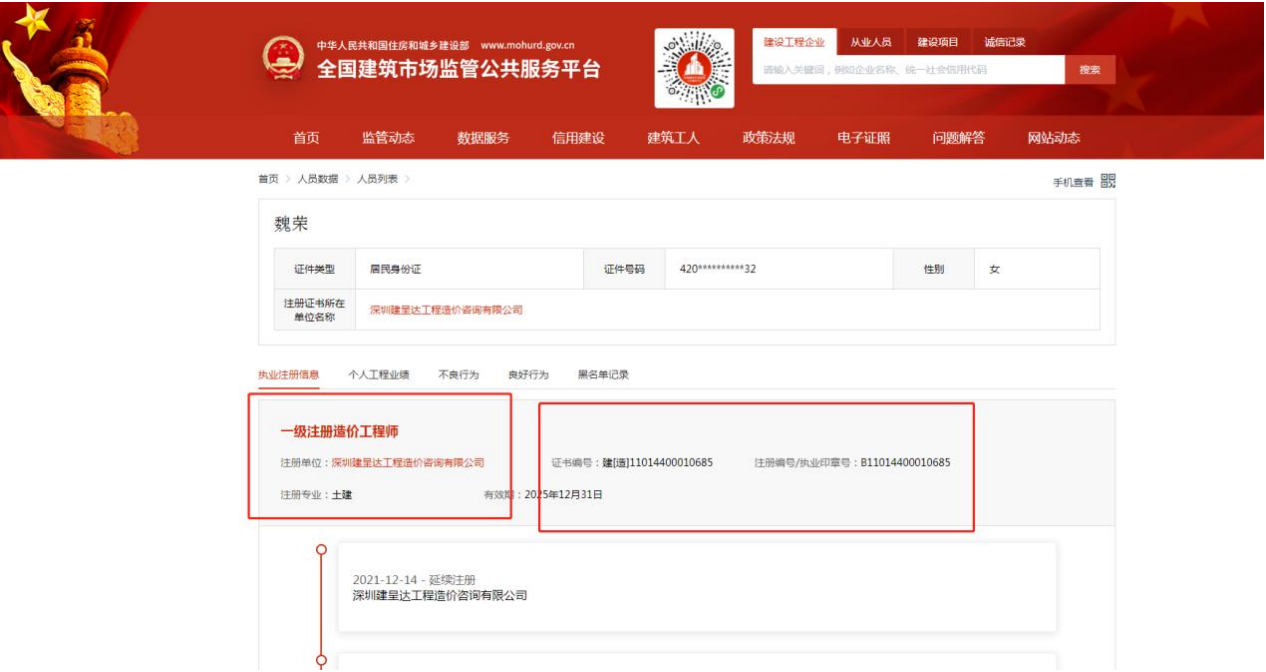 中华人民共和国住房和城乡建设部 www.mohurd.gov.cn
全国建筑市场监管公共服务平台
建设工程企业 从业人员 建设项目 诚信记录
请输入关键词，例如企业名称、统一社会信用代码 搜索
首页 监管动态 数据服务 信用建设 建筑工人 政策法规 电子证照 问题解答 网站动态
首页 > 人员数据 > 人员列表 >
手机查看
魏荣
证件类型 居民身份证 证件号码 420**********32 性别 女
注册证书所在
单位名称
深圳建呈达工程造价咨询有限公司
执业注册信息 个人工程业绩 不良行为 良好行为 黑名单记录
一级注册造价工程师
注册单位：深圳建呈达工程造价咨询有限公司 证书编号：建[造]11014400010685 注册编号/执业印章号：B11014400010685
注册专业：土建 有效期：2025年12月31日
2021-12-14 - 延续注册
深圳建呈达工程造价咨询有限公司